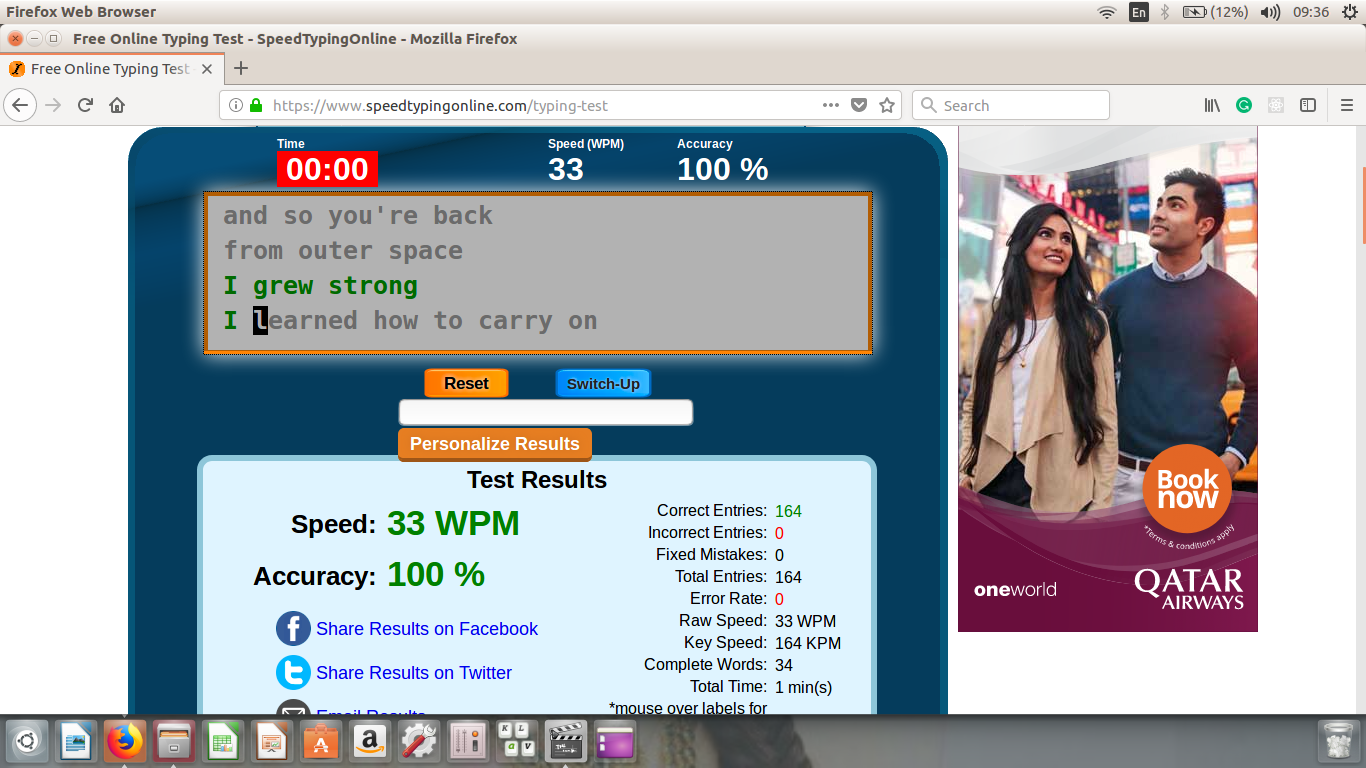 Firefox Web Browser
En
(12%)
09:36
Free Online Typing Test - SpeedTypingOnline - Mozilla Firefox
Free Online Typing Test
https://www.speedtypingonline.com/typing-test
Search
Time
Speed (WPM)
Accuracy
00:00
33
100 %
and so you're back
from outer space
I grew strong
I learned how to carry on
Reset
Switch-Up
Personalize Results
Test Results
Speed: 33 WPM
Accuracy: 100 %
Share Results on Facebook
Share Results on Twitter
Email Results
Correct Entries: 164
Incorrect Entries: 0
Fixed Mistakes: 0
Total Entries: 164
Error Rate: 0
Raw Speed: 33 WPM
Key Speed: 164 KPM
Complete Words: 34
Total Time: 1 min(s)
*mouse over labels for
Book
now
*Terms & conditions apply
oneworld
QATAR
AIRWAYS